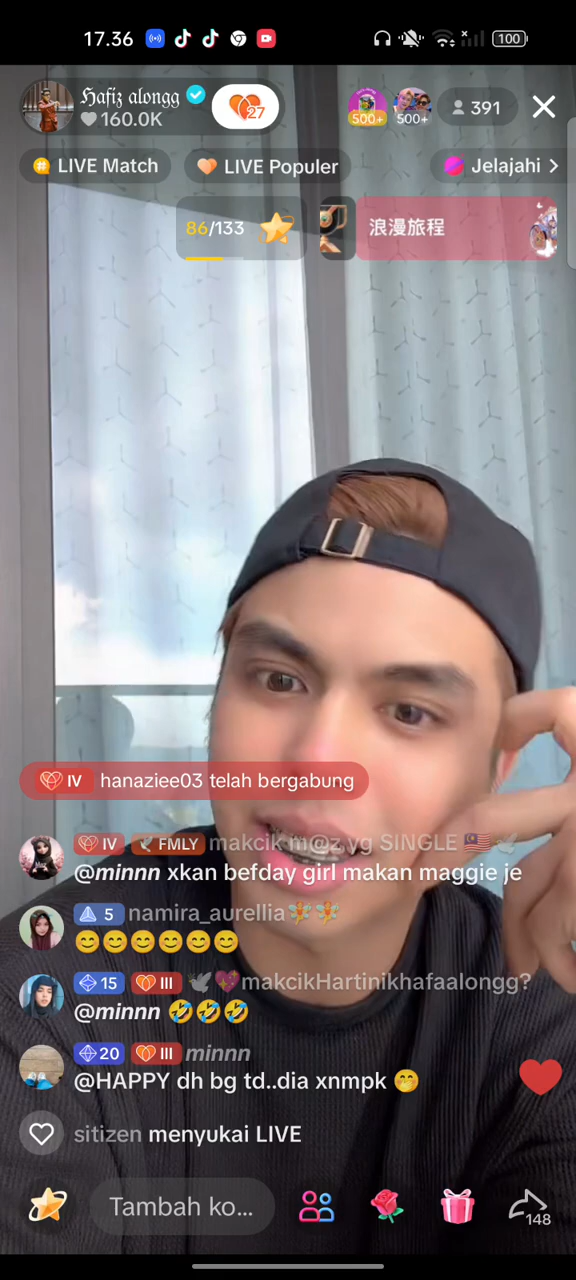 17.36
100
Hafiz alongg
160.0K
27
500+
500+
391
LIVE Match
LIVE Populer
Jelajahi
86/133
浪漫旅程
IV hanaziee03 telah bergabung
IV FMLY makcik m@z yg SINGLE 🇲🇾🕊️
@minnn xkan befday girl makan maggie je
5 namira_aurellia🧚🧚
😊😊😊😊😊😊
15 III 🕊️💖makcikHartinikhafaalongg?
@minnn 🤣🤣🤣
20 III minnn
@HAPPY dh bg td..dia xnmpk 🤭
sitizen menyukai LIVE
Tambah ko...
148